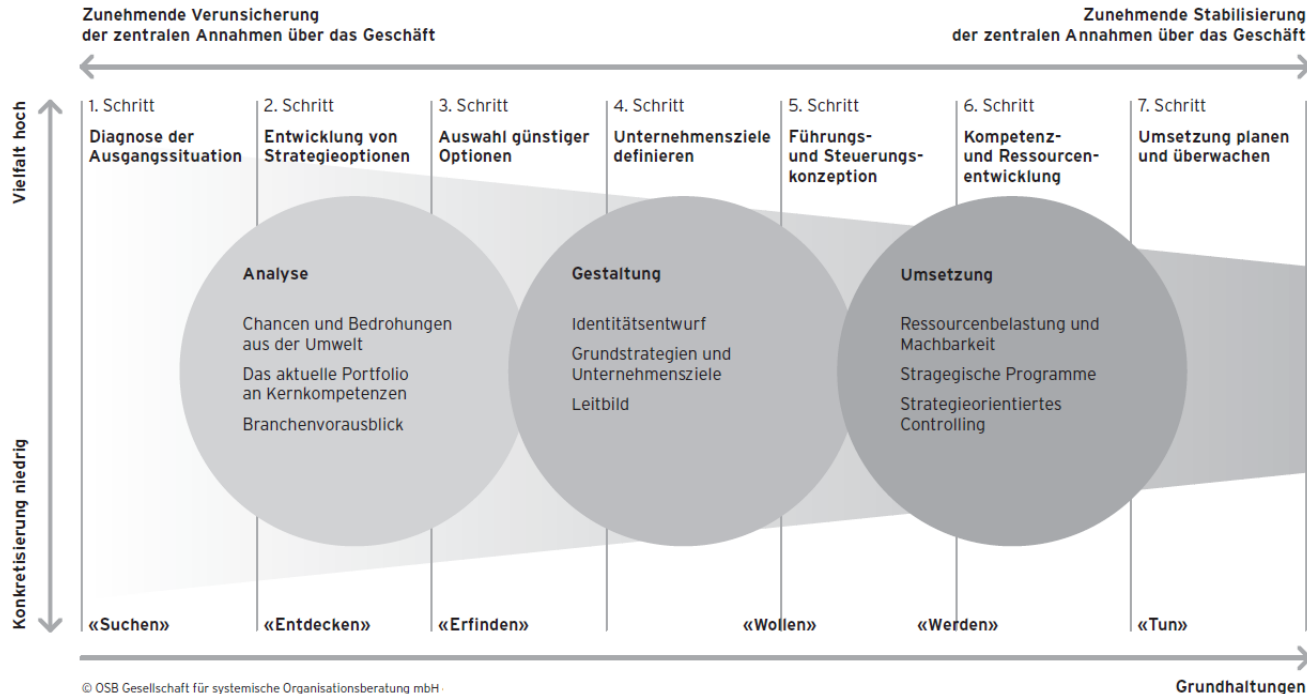 Zunehmende Verunsicherung
der zentralen Annahmen über das Geschäft
Zunehmende Stabilisierung
der zentralen Annahmen über das Geschäft
Vielfalt hoch
Konkretisierung niedrig
1. Schritt
Diagnose der
Ausgangssituation
2. Schritt
Entwicklung von
Strategieoptionen
3. Schritt
Auswahl günstiger
Optionen
4. Schritt
Unternehmensziele
definieren
5. Schritt
Führungs-
und Steuerungs-
konzeption
6. Schritt
Kompetenz-
und Ressourcen-
entwicklung
7. Schritt
Umsetzung planen
und überwachen
Analyse
Chancen und Bedrohungen
aus der Umwelt
Das aktuelle Portfolio
an Kernkompetenzen
Branchenvorausblick
Gestaltung
Identitätsentwurf
Grundstrategien und
Unternehmensziele
Leitbild
Umsetzung
Ressourcenbelastung und
Machbarkeit
Stragegische Programme
Strategieorientiertes
Controlling
«Suchen»
«Entdecken»
«Erfinden»
«Wollen»
«Werden»
«Tun»
© OSB Gesellschaft für systemische Organisationsberatung mbH
Grundhaltungen